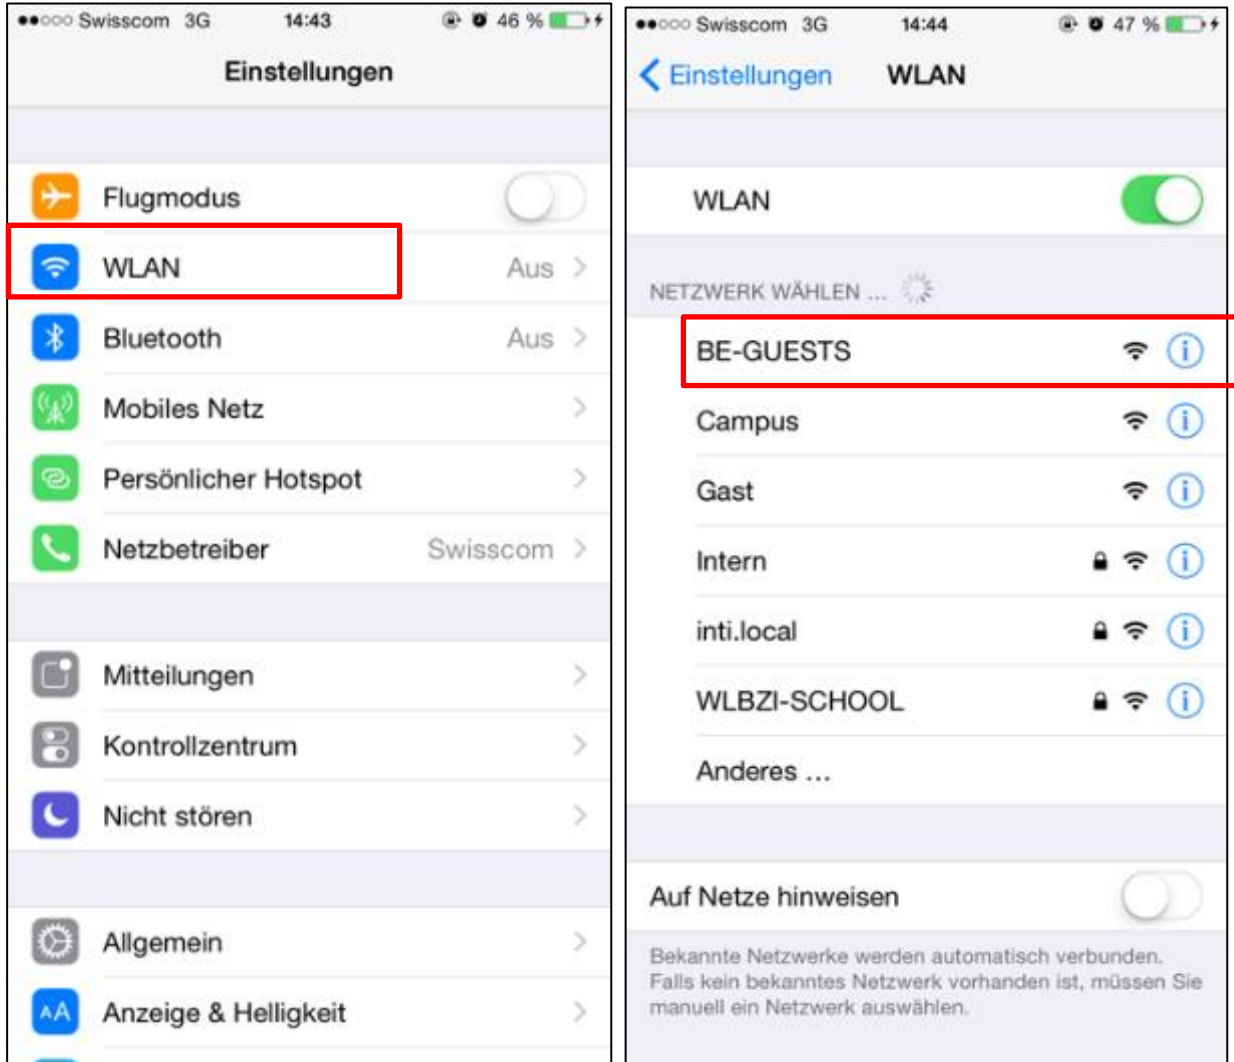 Swisscom 3G 14:43 46 %
Einstellungen
Flugmodus
WLAN Aus
Bluetooth Aus
Mobiles Netz
Persönlicher Hotspot
Netzbetreiber Swisscom
Mitteilungen
Kontrollzentrum
Nicht stören
Allgemein
AA Anzeige & Helligkeit
Swisscom 3G 14:44 47 %
Einstellungen WLAN
WLAN
NETZWERK WÄHLEN ...
BE-GUESTS
Campus
Gast
Intern
inti.local
WLBZI-SCHOOL
Anderes ...
Auf Netze hinweisen
Bekannte Netzwerke werden automatisch verbunden.
Falls kein bekanntes Netzwerk vorhanden ist, müssen Sie
manuell ein Netzwerk auswählen.